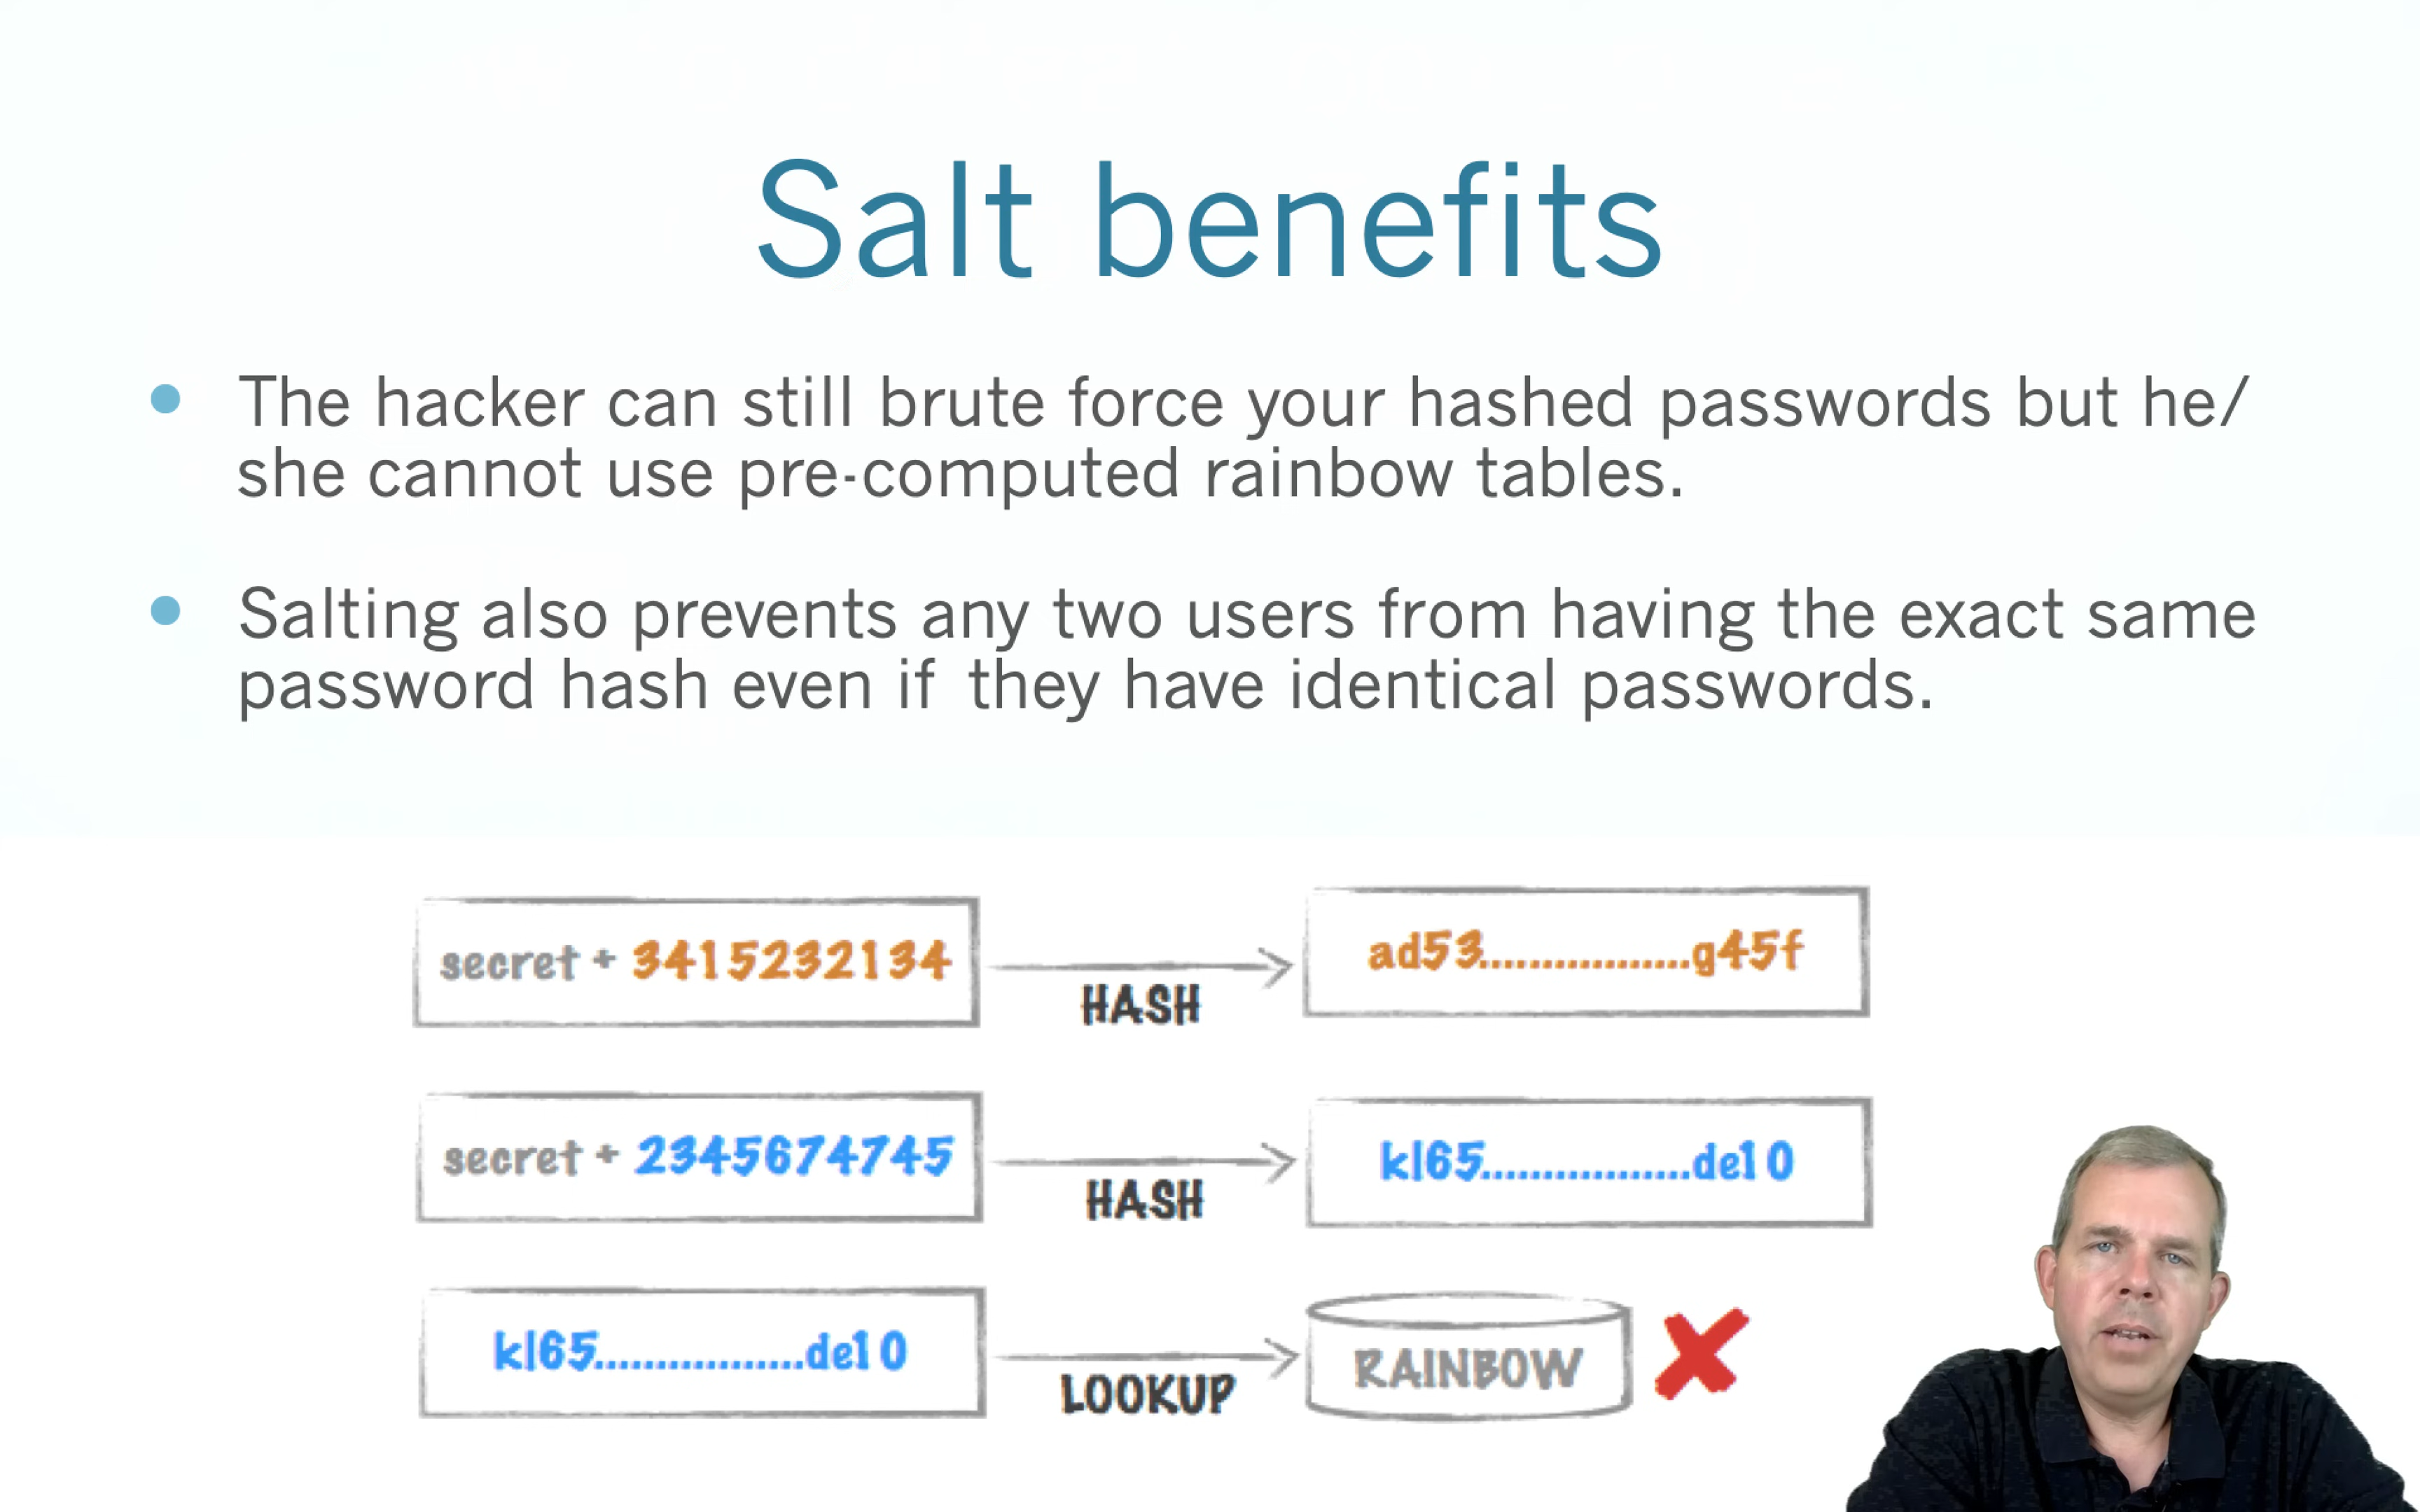 Salt benefits
The hacker can still brute force your hashed passwords but he/
she cannot use pre-computed rainbow tables.
Salting also prevents any two users from having the exact same
password hash even if they have identical passwords.
secret + 3415232134
HASH
ad53.................g45f
secret + 2345674745
HASH
kl65.................de10
kl65.................de10
LOOKUP
RAINBOW